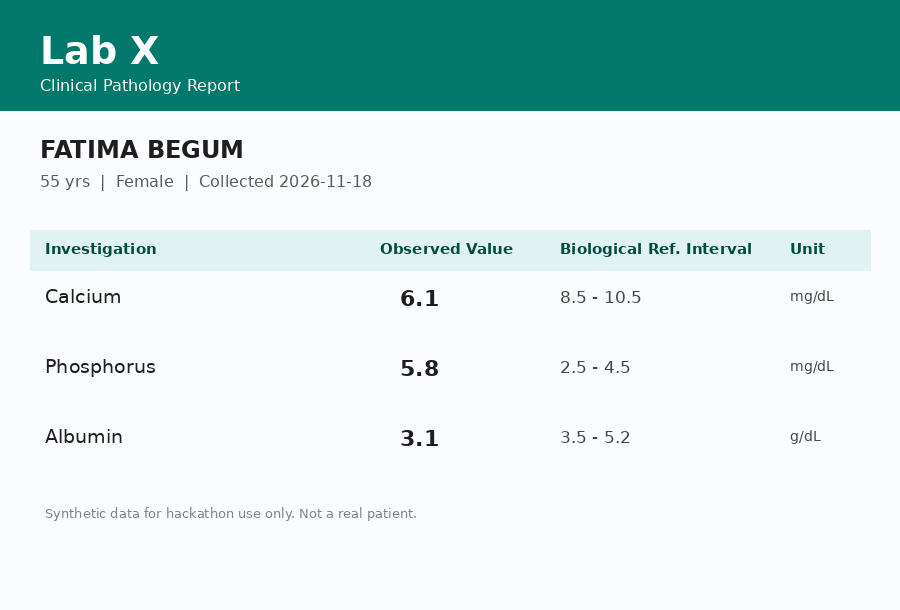 Lab X
Clinical Pathology Report
FATIMA BEGUM
55 yrs | Female | Collected 2026-11-18
Investigation Observed Value Biological Ref. Interval Unit
Calcium 6.1 8.5 - 10.5 mg/dL
Phosphorus 5.8 2.5 - 4.5 mg/dL
Albumin 3.1 3.5 - 5.2 g/dL
Synthetic data for hackathon use only. Not a real patient.